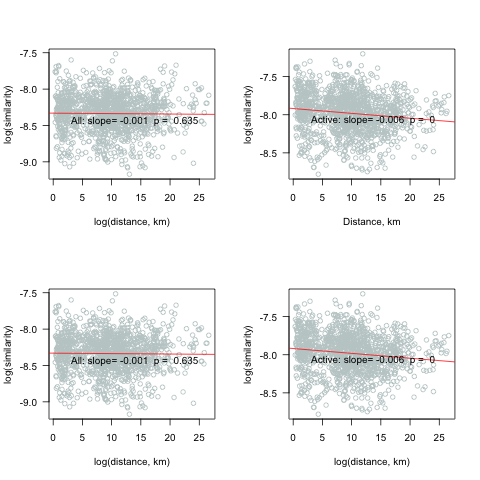 -7.5
-8.0
-8.5
-9.0
log(similarity)
All: slope= -0.001 p = 0.635
0 5 10 15 20 25
log(distance, km)
-7.5
-8.0
-8.5
log(similarity)
Active: slope= -0.006 p = 0
0 5 10 15 20 25
Distance, km
-7.5
-8.0
-8.5
-9.0
log(similarity)
All: slope= -0.001 p = 0.635
0 5 10 15 20 25
log(distance, km)
-7.5
-8.0
-8.5
log(similarity)
Active: slope= -0.006 p = 0
0 5 10 15 20 25
log(distance, km)